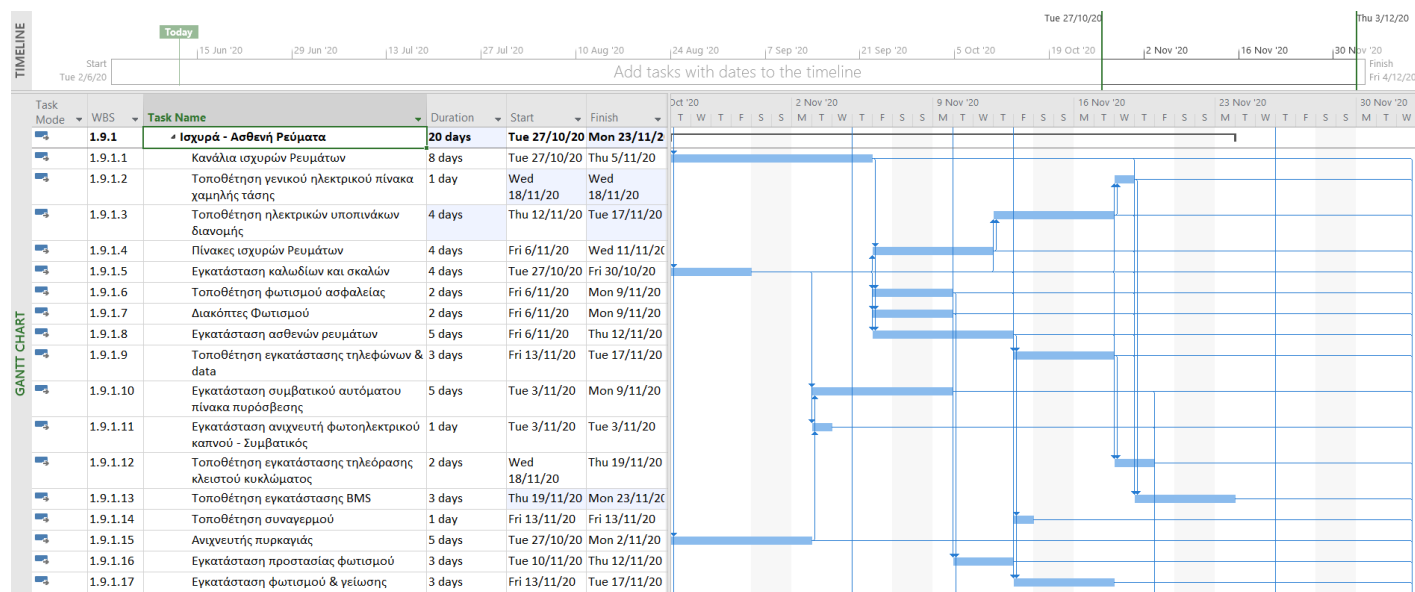 Tue 27/10/20 Thu 3/12/20
TIMELINE
Today
15 Jun '20 29 Jun '20 13 Jul '20 27 Jul '20 10 Aug '20 24 Aug '20 7 Sep '20 21 Sep '20 5 Oct '20 19 Oct '20 2 Nov '20 16 Nov '20 30 Nov '20
Start Finish
Tue 2/6/20 Add tasks with dates to the timeline Fri 4/12/20
GANTT CHART
Task Mode WBS Task Name Duration Start Finish
Oct '20 2 Nov '20 9 Nov '20 16 Nov '20 23 Nov '20 30 Nov '20
T W T F S S M T W T F S S M T W T F S S M T W T F S S M T W T F S S M T W
1.9.1 Ισχυρά - Ασθενή Ρεύματα 20 days Tue 27/10/20 Mon 23/11/2
1.9.1.1 Κανάλια ισχυρών Ρευμάτων 8 days Tue 27/10/20 Thu 5/11/20
1.9.1.2 Τοποθέτηση γενικού ηλεκτρικού πίνακα 1 day Wed Wed
χαμηλής τάσης 18/11/20 18/11/20
1.9.1.3 Τοποθέτηση ηλεκτρικών υποπινάκων 4 days Thu 12/11/20 Tue 17/11/20
διανομής
1.9.1.4 Πίνακες ισχυρών Ρευμάτων 4 days Fri 6/11/20 Wed 11/11/20
1.9.1.5 Εγκατάσταση καλωδίων και σκαλών 4 days Tue 27/10/20 Fri 30/10/20
1.9.1.6 Τοποθέτηση φωτισμού ασφαλείας 2 days Fri 6/11/20 Mon 9/11/20
1.9.1.7 Διακόπτες Φωτισμού 2 days Fri 6/11/20 Mon 9/11/20
1.9.1.8 Εγκατάσταση ασθενών ρευμάτων 5 days Fri 6/11/20 Thu 12/11/20
1.9.1.9 Τοποθέτηση εγκατάστασης τηλεφώνων & 3 days Fri 13/11/20 Tue 17/11/20
data
1.9.1.10 Εγκατάσταση συμβατικού αυτόματου 5 days Tue 3/11/20 Mon 9/11/20
πίνακα πυρόσβεσης
1.9.1.11 Εγκατάσταση ανιχνευτή φωτοηλεκτρικού 1 day Tue 3/11/20 Tue 3/11/20
καπνού - Συμβατικός
1.9.1.12 Τοποθέτηση εγκατάστασης τηλεόρασης 2 days Wed Thu 19/11/20
κλειστού κυκλώματος 18/11/20
1.9.1.13 Τοποθέτηση εγκατάστασης BMS 3 days Thu 19/11/20 Mon 23/11/20
1.9.1.14 Τοποθέτηση συναγερμού 1 day Fri 13/11/20 Fri 13/11/20
1.9.1.15 Ανιχνευτής πυρκαγιάς 5 days Tue 27/10/20 Mon 2/11/20
1.9.1.16 Εγκατάσταση προστασίας φωτισμού 3 days Tue 10/11/20 Thu 12/11/20
1.9.1.17 Εγκατάσταση φωτισμού & γείωσης 3 days Fri 13/11/20 Tue 17/11/20